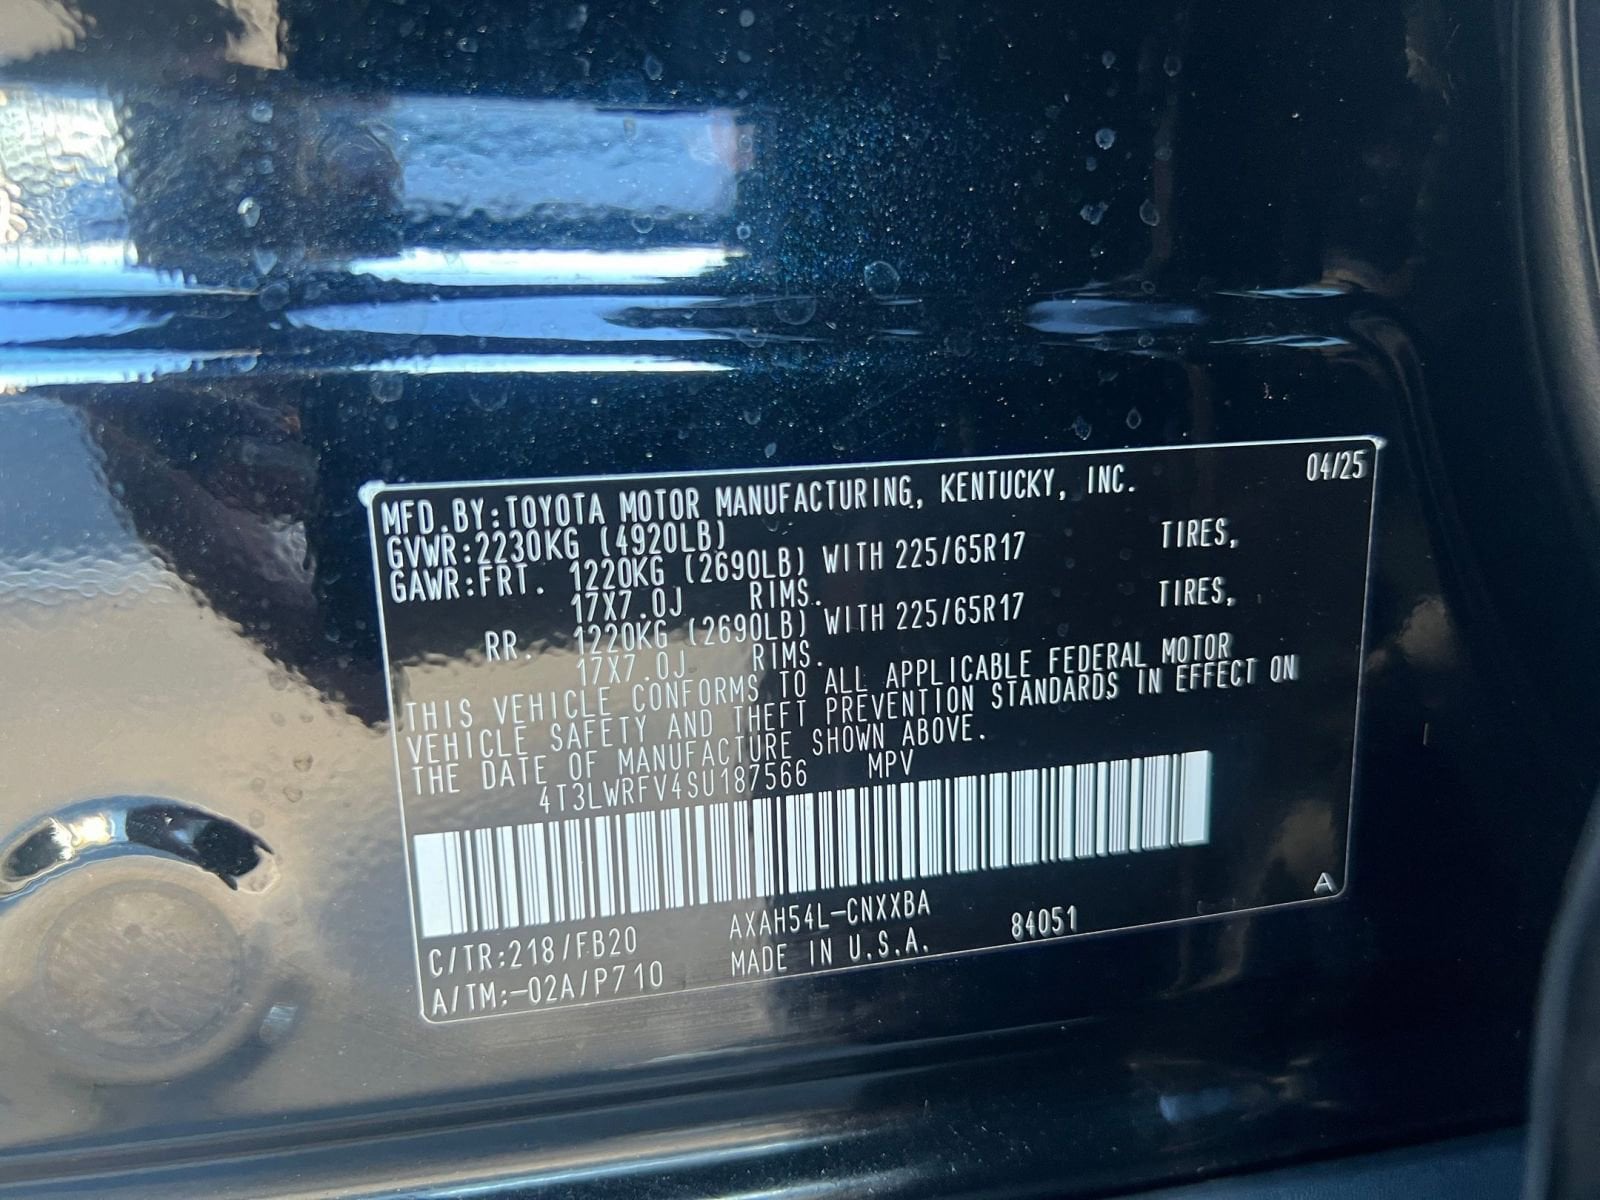 MFD.BY:TOYOTA MOTOR MANUFACTURING, KENTUCKY, INC. 04/25
GVWR:2230KG (4920LB)
GAWR:FRT. 1220KG (2690LB) WITH 225/65R17 TIRES,
17X7.0J RIMS.
RR. 1220KG (2690LB) WITH 225/65R17 TIRES,
17X7.0J RIMS.
THIS VEHICLE CONFORMS TO ALL APPLICABLE FEDERAL MOTOR
VEHICLE SAFETY AND THEFT PREVENTION STANDARDS IN EFFECT ON
THE DATE OF MANUFACTURE SHOWN ABOVE.
4T3LWRFV4SU187566 MPV
A
C/TR:218/FB20 AXAH54L-CNXXBA 84051
A/TM:-02A/P710 MADE IN U.S.A.